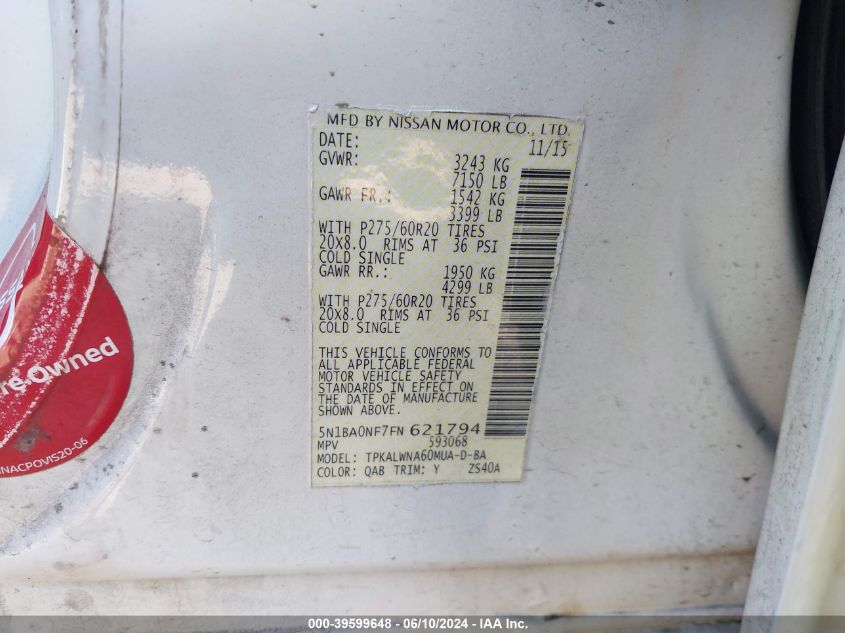 MFD BY NISSAN MOTOR CO., LTD.
DATE: 11/15
GVWR: 3243 KG
7150 LB
GAWR FR.: 1542 KG
3399 LB
WITH P275/60R20 TIRES
20X8.0 RIMS AT 36 PSI
COLD SINGLE
GAWR RR.: 1950 KG
4299 LB
WITH P275/60R20 TIRES
20X8.0 RIMS AT 36 PSI
COLD SINGLE
THIS VEHICLE CONFORMS TO
ALL APPLICABLE FEDERAL
MOTOR VEHICLE SAFETY
STANDARDS IN EFFECT ON
THE DATE OF MANUFACTURE
SHOWN ABOVE.
5N1BA0NF7FN 621794
MPV 593068
MODEL: TPKALWNA60MUA-D-BA
COLOR: QAB TRIM: Y ZS40A
Owned
NACPOVIS20-06
000-39599648 - 06/10/2024 - IAA Inc.